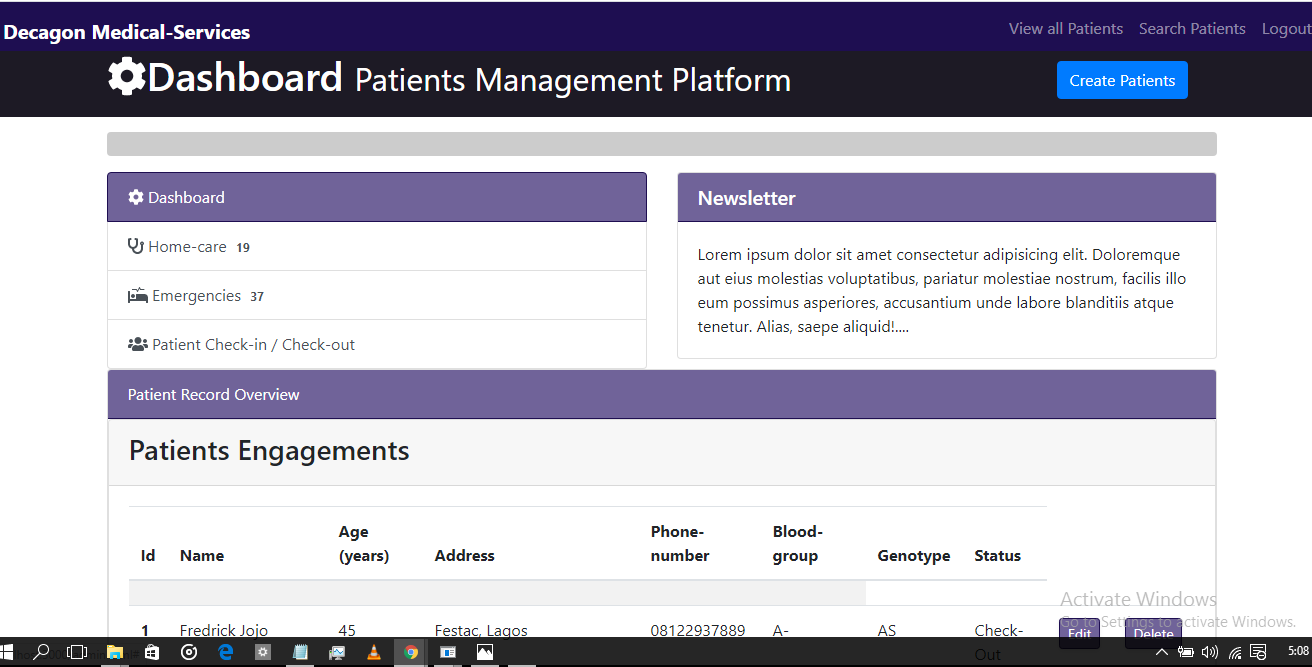 Decagon Medical-Services
View all Patients Search Patients Logout
Dashboard Patients Management Platform
Create Patients
Dashboard
Home-care 19
Emergencies 37
Patient Check-in / Check-out
Newsletter
Lorem ipsum dolor sit amet consectetur adipisicing elit. Doloremque
aut eius molestias voluptatibus, pariatur molestiae nostrum, facilis illo
eum possimus asperiores, accusantium unde labore blanditiis atque
tenetur. Alias, saepe aliquid!....
Patient Record Overview
Patients Engagements
Id Name Age (years) Address Phone-number Blood-group Genotype Status
1 Fredrick Jojo 45 Festac, Lagos 08122937889 A- AS Check-Out
Edit Delete
Activate Windows
Go to Settings to activate Windows.
5:08